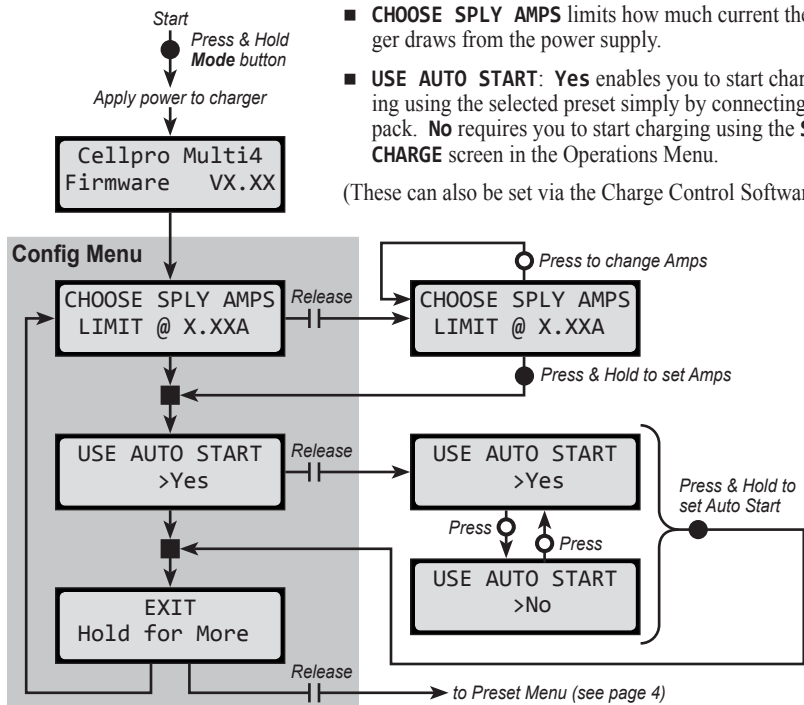 Start
Press & Hold
Mode button
Apply power to charger
Cellpro Multi4
Firmware VX.XX
■ CHOOSE SPLY AMPS limits how much current the
ger draws from the power supply.
■ USE AUTO START: Yes enables you to start char
ing using the selected preset simply by connecting
pack. No requires you to start charging using the S
CHARGE screen in the Operations Menu.
(These can also be set via the Charge Control Softwar
Config Menu
CHOOSE SPLY AMPS
LIMIT @ X.XXA
Release
Press to change Amps
CHOOSE SPLY AMPS
LIMIT @ X.XXA
Press & Hold to set Amps
USE AUTO START
>Yes
Release
USE AUTO START
>Yes
Press
Press
USE AUTO START
>No
Press & Hold to
set Auto Start
EXIT
Hold for More
Release
to Preset Menu (see page 4)